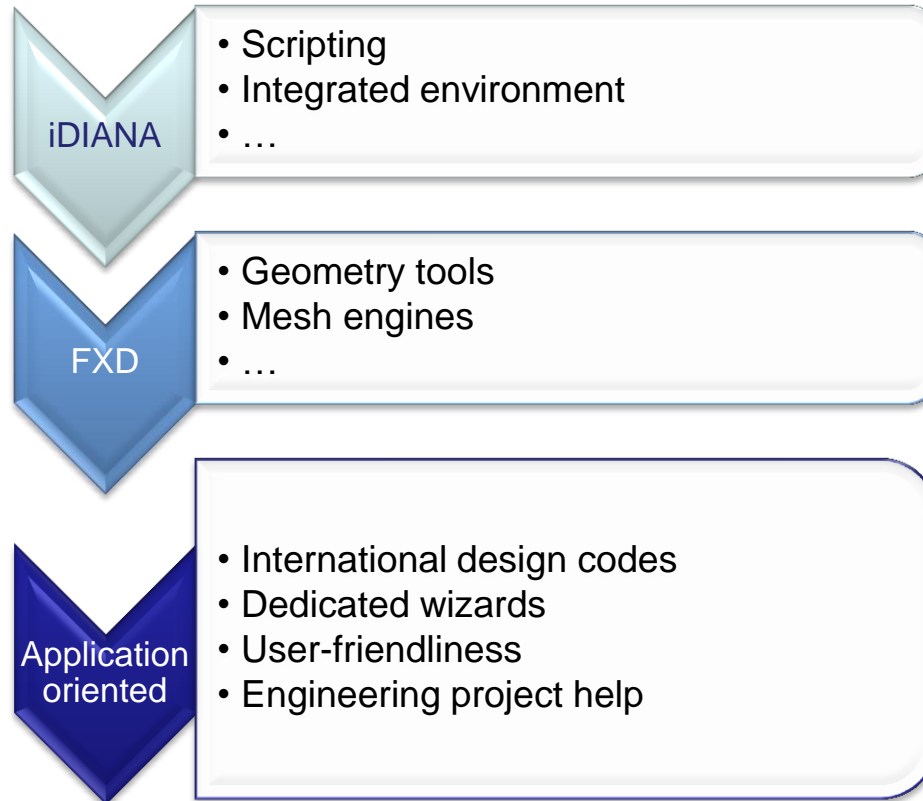 iDIANA
• Scripting
• Integrated environment
• …
FXD
• Geometry tools
• Mesh engines
• …
Application
oriented
• International design codes
• Dedicated wizards
• User-friendliness
• Engineering project help